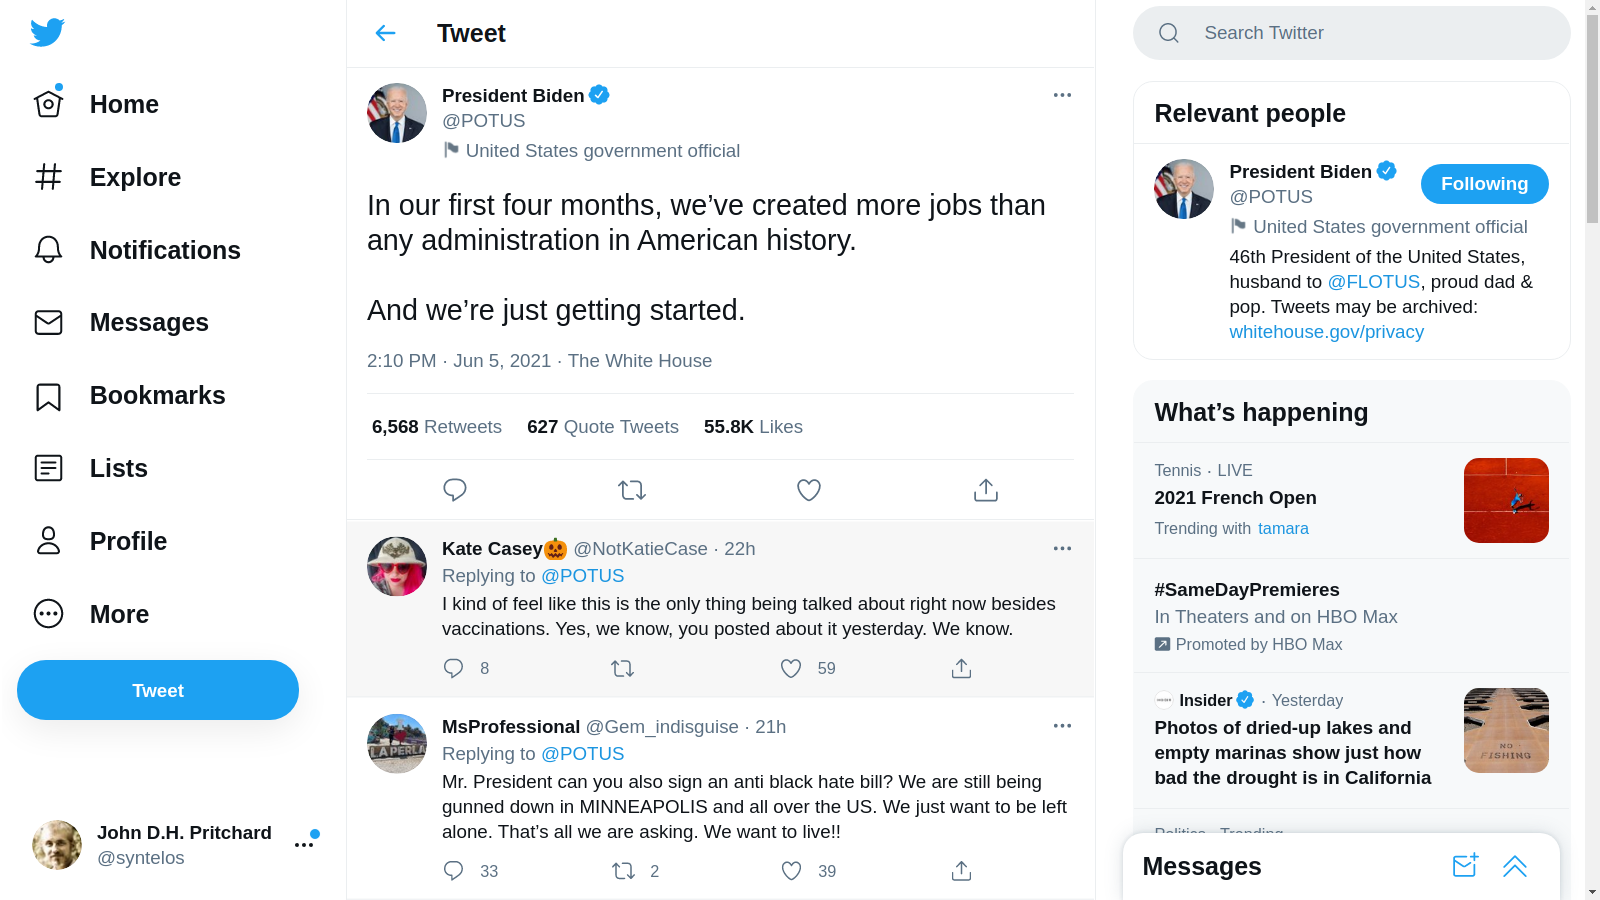 Home
Explore
Notifications
Messages
Bookmarks
Lists
Profile
More
Tweet
John D.H. Pritchard
@syntelos
Tweet
President Biden
@POTUS
United States government official
In our first four months, we’ve created more jobs than
any administration in American history.
And we’re just getting started.
2:10 PM · Jun 5, 2021 · The White House
6,568 Retweets 627 Quote Tweets 55.8K Likes
Kate Casey🎃 @NotKatieCase · 22h
Replying to @POTUS
I kind of feel like this is the only thing being talked about right now besides
vaccinations. Yes, we know, you posted about it yesterday. We know.
8 59
MsProfessional @Gem_indisguise · 21h
Replying to @POTUS
Mr. President can you also sign an anti black hate bill? We are still being
gunned down in MINNEAPOLIS and all over the US. We just want to be left
alone. That’s all we are asking. We want to live!!
33 2 39
LA PERLA
Search Twitter
Relevant people
President Biden
Following
@POTUS
United States government official
46th President of the United States,
husband to @FLOTUS, proud dad &
pop. Tweets may be archived:
whitehouse.gov/privacy
What’s happening
Tennis · LIVE
2021 French Open
Trending with tamara
#SameDayPremieres
In Theaters and on HBO Max
Promoted by HBO Max
Insider · Yesterday
Photos of dried-up lakes and
empty marinas show just how
bad the drought is in California
NO
FISHING
Politics · Trending
Messages